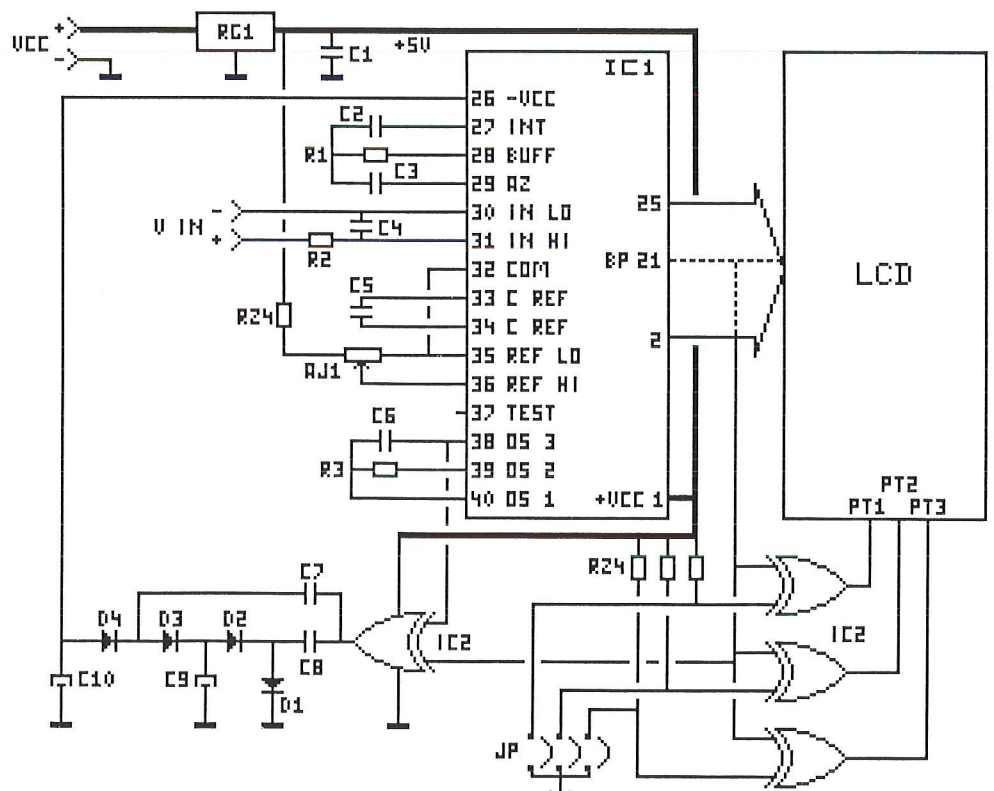 +
VCC
-
RG1
C1
+5V
IC1
26 -VCC
27 INT
28 BUFF
29 AZ
30 IN LO
31 IN HI
32 COM
33 C REF
34 C REF
35 REF LO
36 REF HI
37 TEST
38 OS 3
39 OS 2
40 OS 1
C2
R1
C3
-
V IN
+
C4
R2
C5
RZ4
AJ1
C6
R3
25
BP 21
2
+VCC 1
LCD
PT2
PT1 PT3
RZ4
C7
D4 D3 D2
C8
IC2
IC2
C10
C9
D1
JP